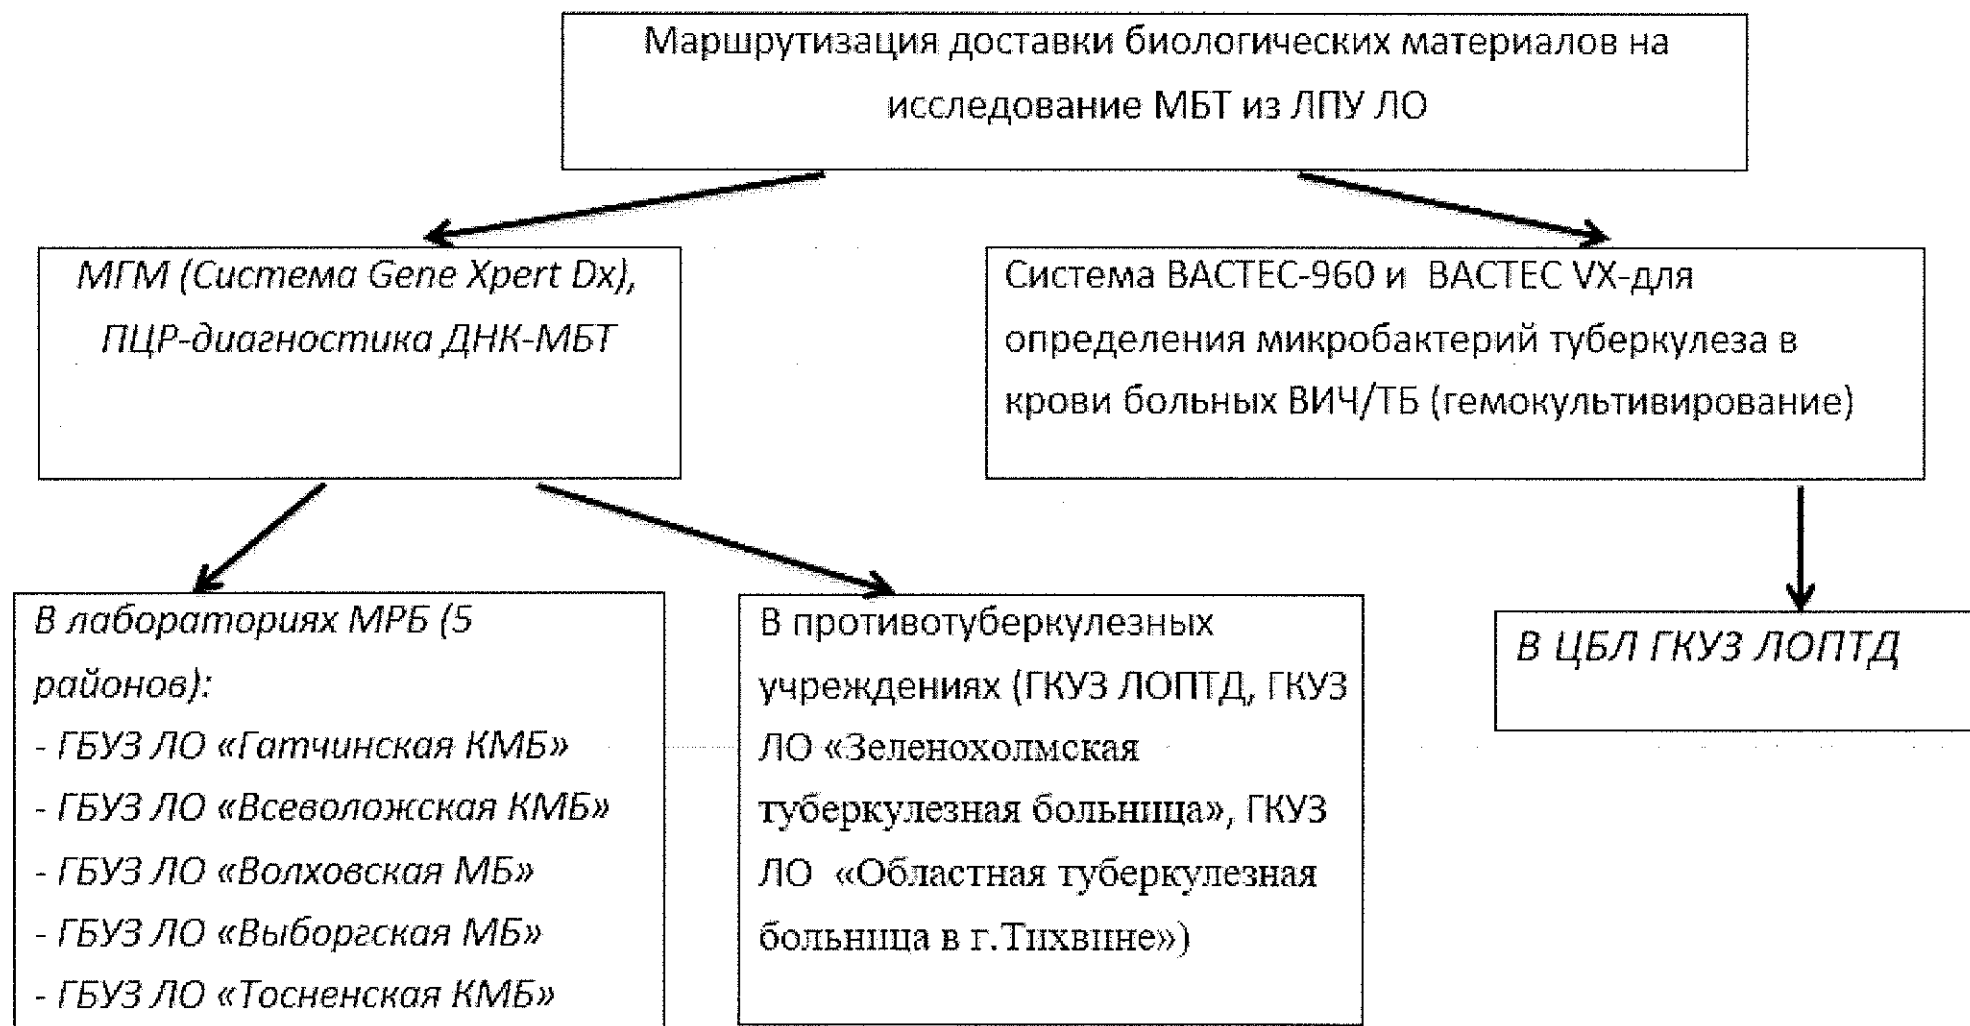 Маршрутизация доставки биологических материалов на
исследование МБТ из ЛПУ ЛО
МГМ (Система Gene Xpert Dx),
ПЦР-диагностика ДНК-МБТ
Система BACTEC-960 и BACTEC VX-для
определения микробактерий туберкулеза в
крови больных ВИЧ/ТБ (гемокультивирование)
В лабораториях МРБ (5
районов):
- ГБУЗ ЛО «Гатчинская КМБ»
- ГБУЗ ЛО «Всеволожская КМБ»
- ГБУЗ ЛО «Волховская МБ»
- ГБУЗ ЛО «Выборгская МБ»
- ГБУЗ ЛО «Тосненская КМБ»
В противотуберкулезных
учреждениях (ГКУЗ ЛОПТД, ГКУЗ
ЛО «Зеленохолмская
туберкулезная больница», ГКУЗ
ЛО «Областная туберкулезная
больница в г.Тихвине»)
В ЦБЛ ГКУЗ ЛОПТД